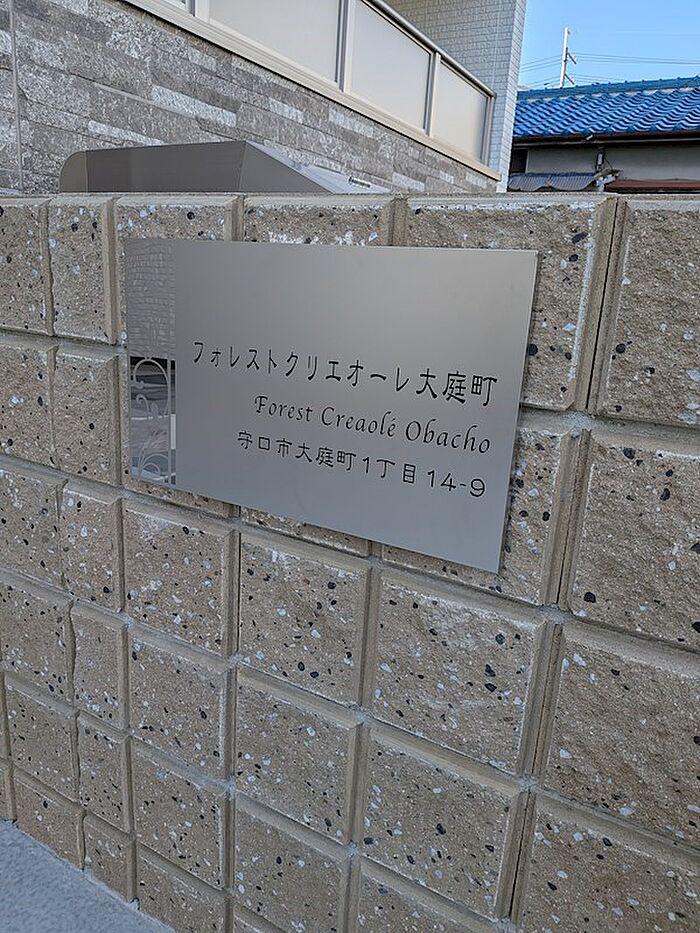 フォレストクリエオーレ大庭町
Forest Creaolé Obacho
守口市大庭町1丁目14-9